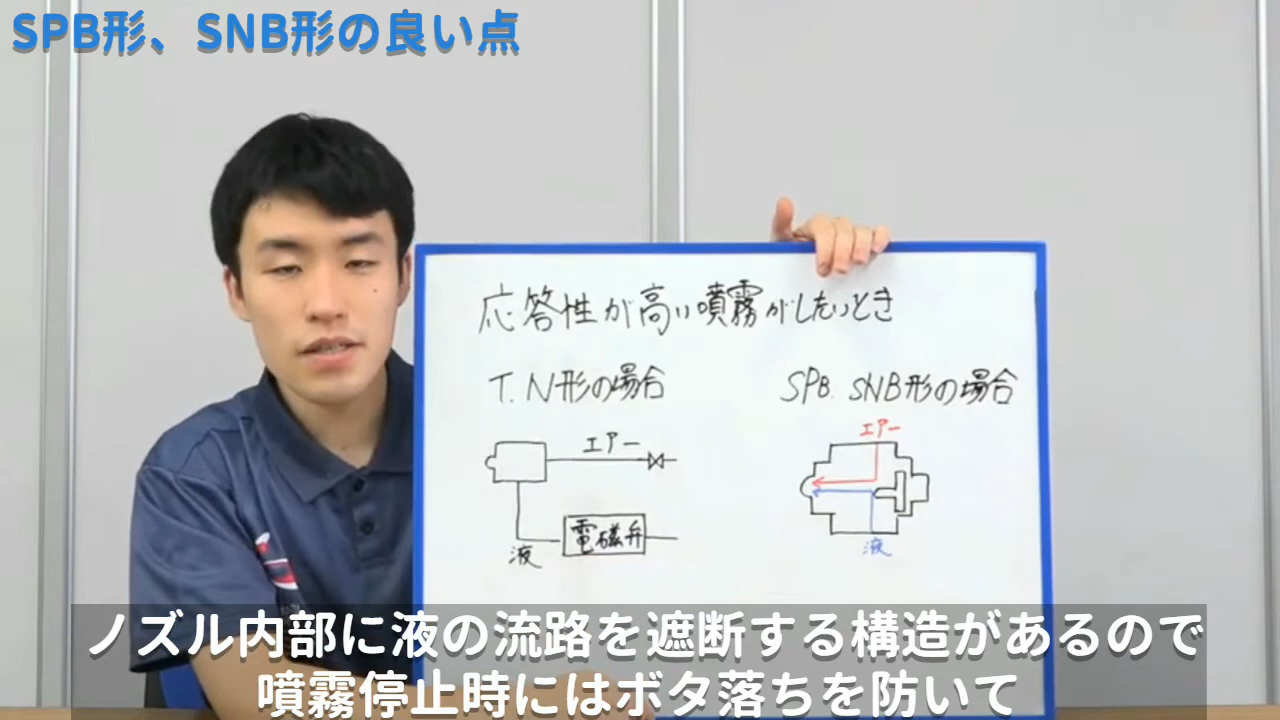 SPB形、SNB形の良い点
応答性が高い噴霧がしたいとき
T.N形の場合
SPB.SNB形の場合
エアー
エアー
電磁弁
液
液
ノズル内部に液の流路を遮断する構造があるので
噴霧停止時にはボタ落ちを防いで